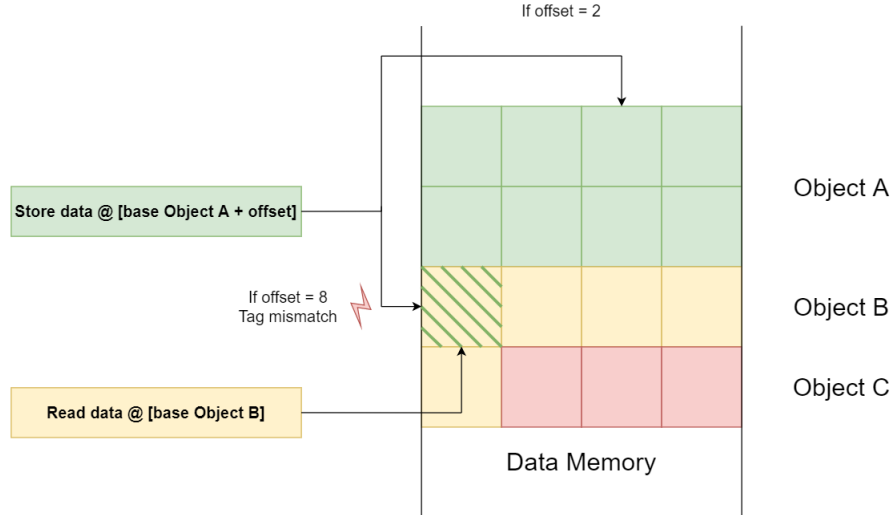 If offset = 2
Object A
Store data @ [base Object A + offset]
If offset = 8
Tag mismatch
Object B
Object C
Read data @ [base Object B]
Data Memory